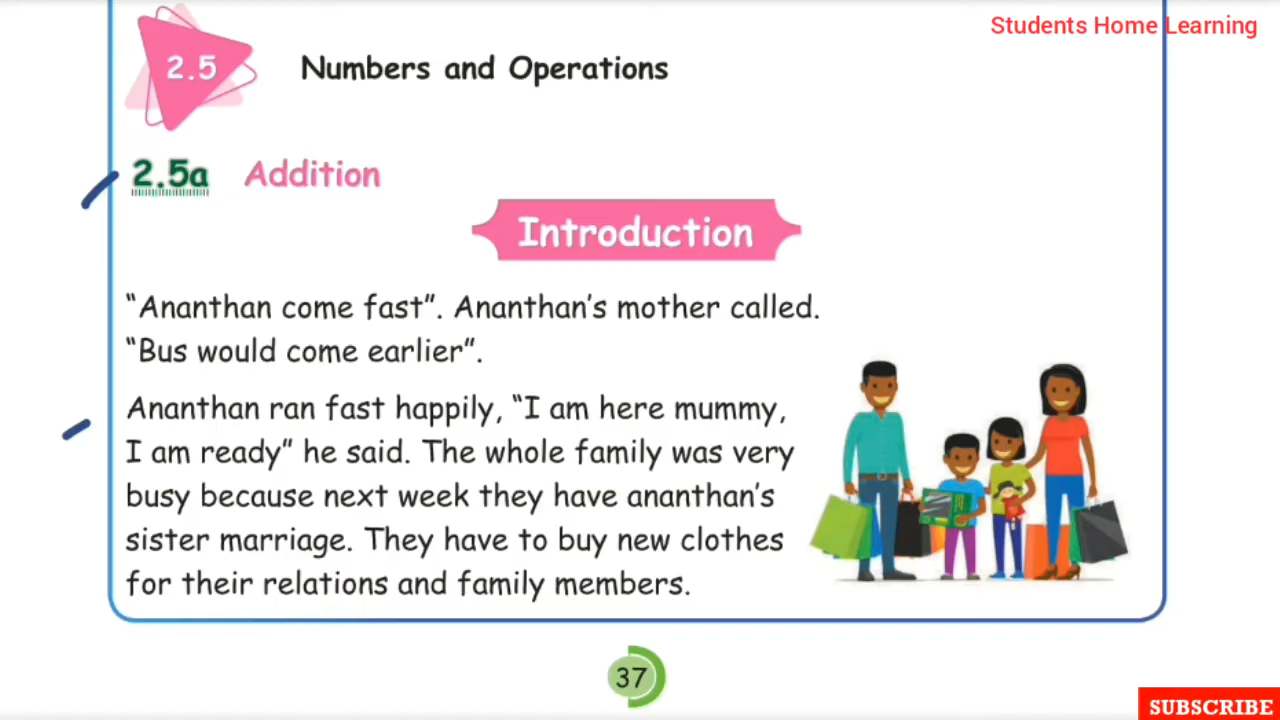 Students Home Learning
2.5 Numbers and Operations
2.5a Addition
Introduction
“Ananthan come fast”. Ananthan’s mother called.
“Bus would come earlier”.
Ananthan ran fast happily, “I am here mummy,
I am ready” he said. The whole family was very
busy because next week they have ananthan’s
sister marriage. They have to buy new clothes
for their relations and family members.
37
SUBSCRIBE